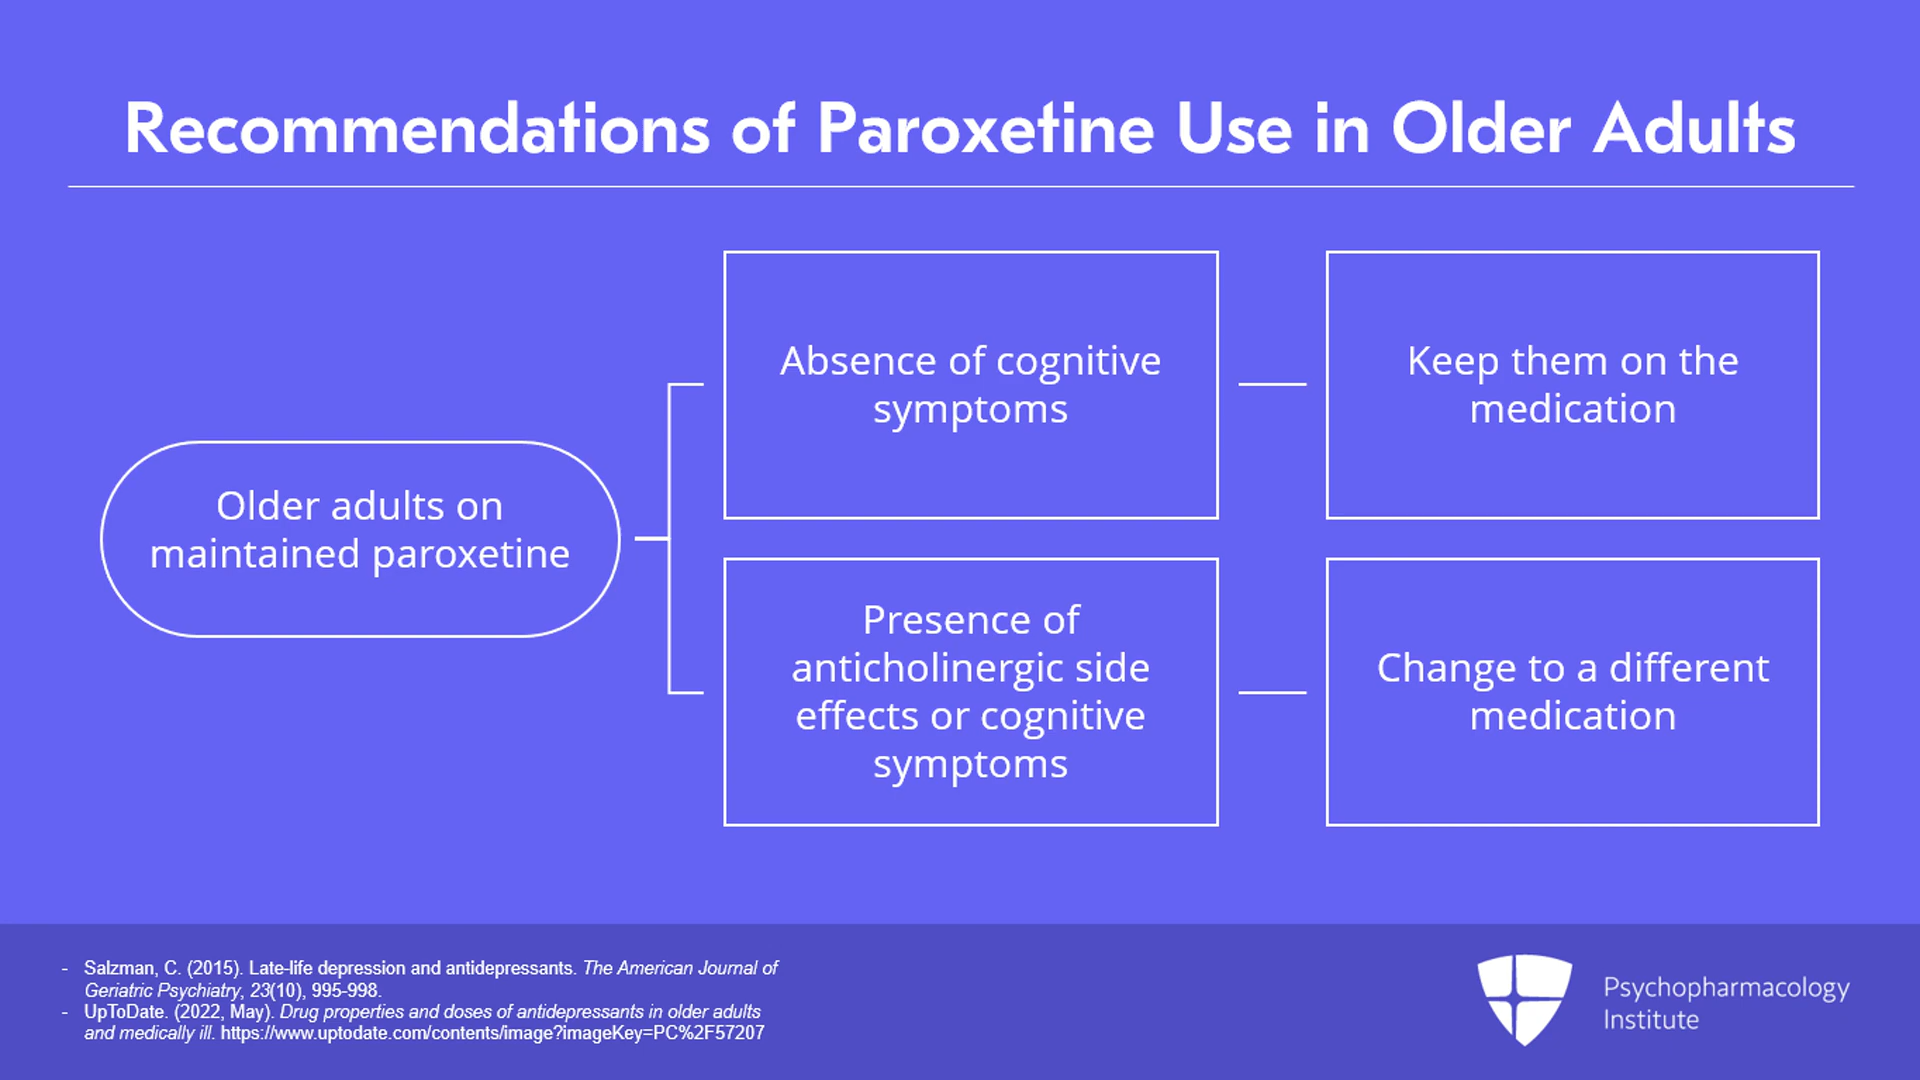 Recommendations of Paroxetine Use in Older Adults
Older adults on
maintained paroxetine
Absence of cognitive
symptoms
Keep them on the
medication
Presence of
anticholinergic side
effects or cognitive
symptoms
Change to a different
medication
- Salzman, C. (2015). Late-life depression and antidepressants. The American Journal of
Geriatric Psychiatry, 23(10), 995-998.
- UpToDate. (2022, May). Drug properties and doses of antidepressants in older adults
and medically ill. https://www.uptodate.com/contents/image?imageKey=PC%2F57207
Psychopharmacology
Institute